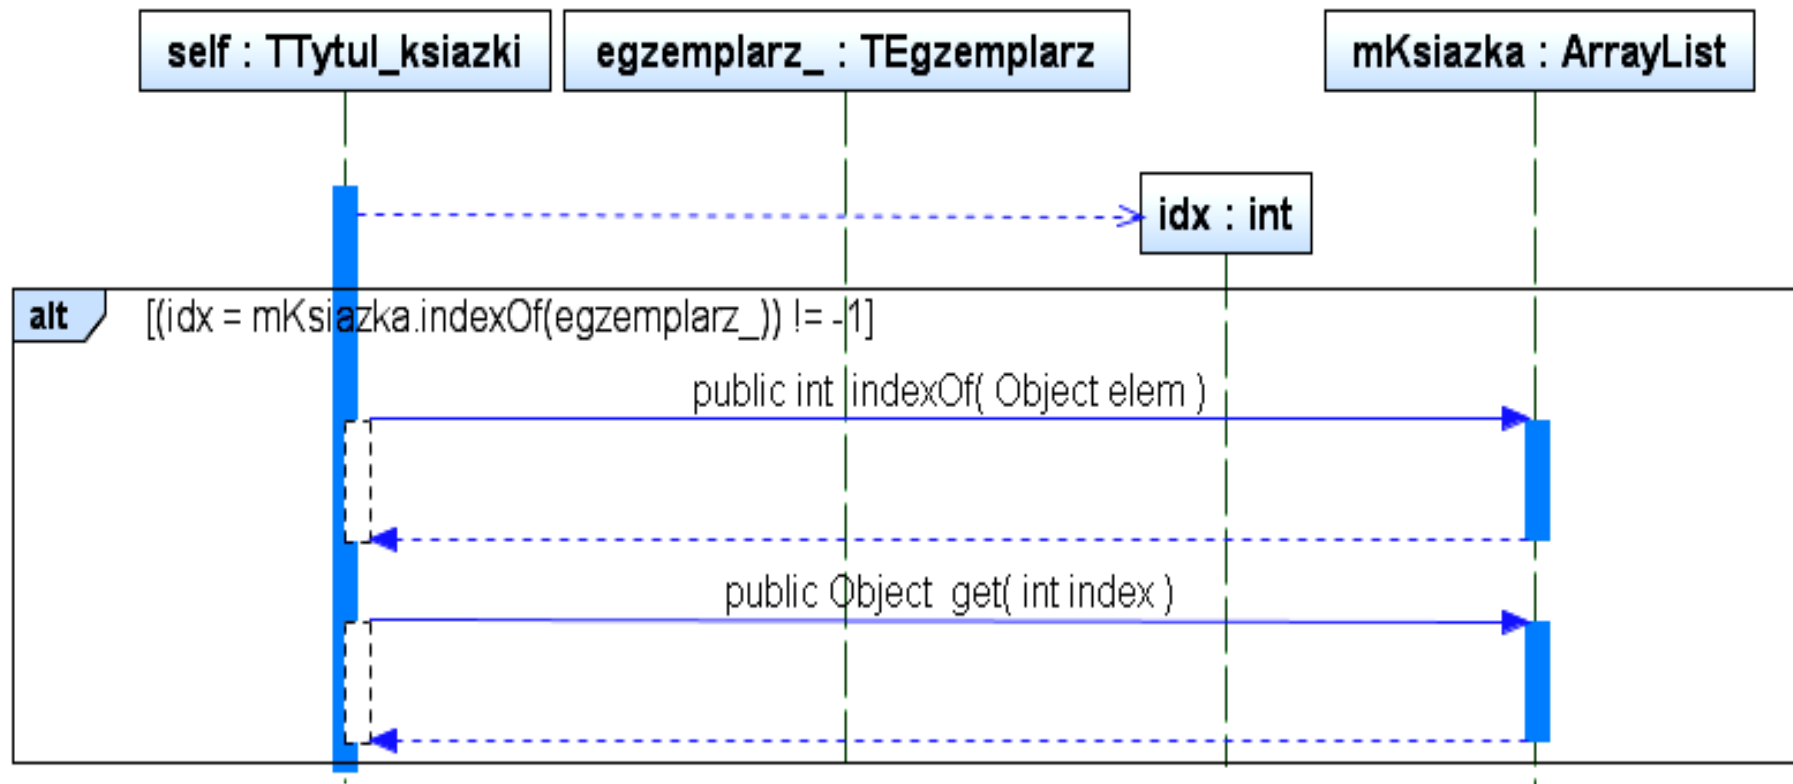 self : TTytul_ksiazki
egzemplarz_ : TEgzemplarz
mKsiazka : ArrayList
idx : int
alt
[(idx = mKsiazka.indexOf(egzemplarz_)) != -1]
public int indexOf( Object elem )
public Object get( int index )